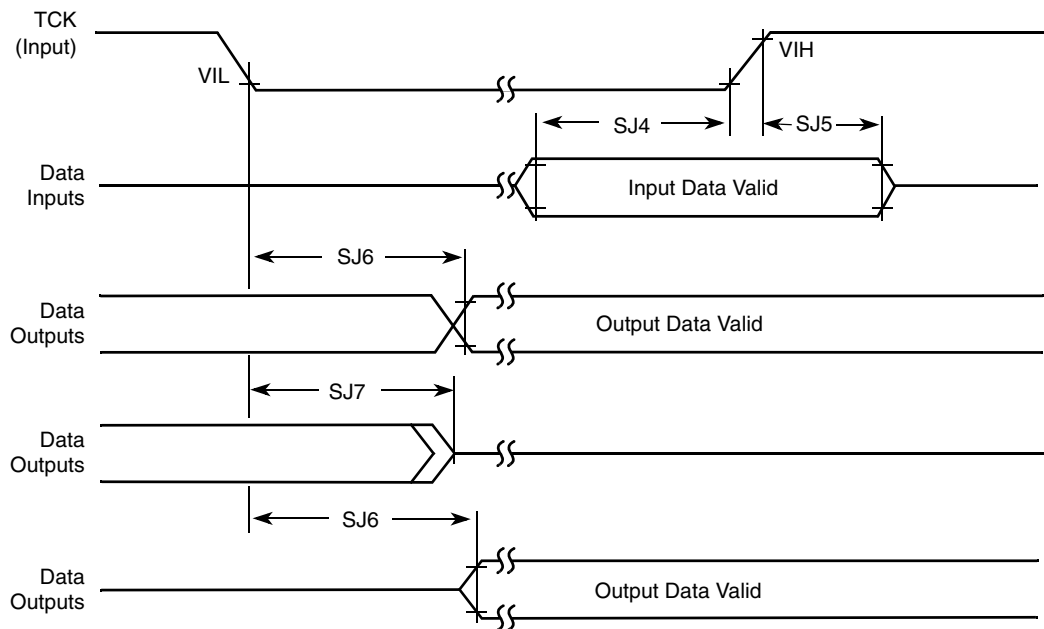 TCK
(Input)
VIL
VIH
SJ4
SJ5
Data
Inputs
Input Data Valid
SJ6
Data
Outputs
Output Data Valid
SJ7
Data
Outputs
SJ6
Data
Outputs
Output Data Valid